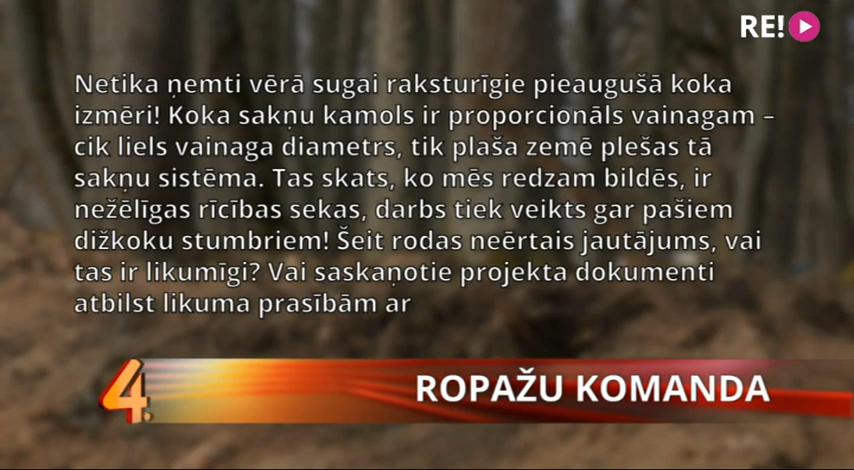 RE!
Netika ņemti vērā sugai raksturīgie pieaugušā koka
izmēri! Koka sakņu kamols ir proporcionāls vainagam –
cik liels vainaga diametrs, tik plaša zemē plešas tā
sakņu sistēma. Tas skats, ko mēs redzam bildēs, ir
nežēlīgas rīcības sekas, darbs tiek veikts gar pašiem
dižkoku stumbriem! Šeit rodas neērtais jautājums, vai
tas ir likumīgi? Vai saskaņotie projekta dokumenti
atbilst likuma prasībām ar
4.
ROPAŽU KOMANDA